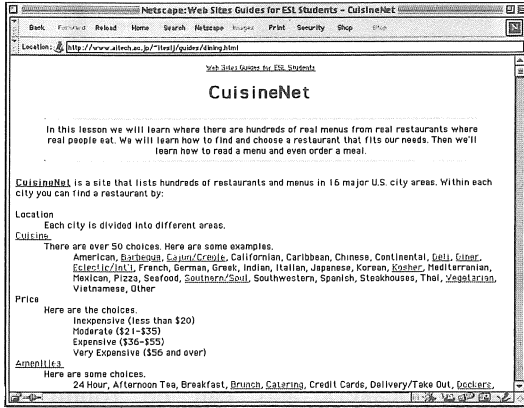 Netscape: Web Sites Guides for ESL Students – CuisineNet
Back Forward Reload Home Search Netscape Images Print Security Shop Stop
Location: http://www.aitech.ac.jp/~itesl/guides/dining.html
Web Sites Guides for ESL Students
CuisineNet
In this lesson we will learn where there are hundreds of real menus from real restaurants where
real people eat. We will learn how to find and choose a restaurant that fits our needs. Then we'll
learn how to read a menu and even order a meal.
CuisineNet is a site that lists hundreds of restaurants and menus in 16 major U.S. city areas. Within each
city you can find a restaurant by:
Location
Each city is divided into different areas.
Cuisine
There are over 50 choices. Here are some examples.
American, Barbeque, Cajun/Creole, Californian, Caribbean, Chinese, Continental, Deli, Diner,
Eclectic/Int'l, French, German, Greek, Indian, Italian, Japanese, Korean, Kosher, Mediterranian,
Mexican, Pizza, Seafood, Southern/Soul, Southwestern, Spanish, Steakhouses, Thai, Vegetarian,
Vietnamese, Other
Price
Here are the choices.
Inexpensive (less than $20)
Moderate ($21-$35)
Expensive ($36-$55)
Very Expensive ($56 and over)
Amenities
Here are some choices.
24 Hour, Afternoon Tea, Breakfast, Brunch, Catering, Credit Cards, Delivery/Take Out, Dockers,